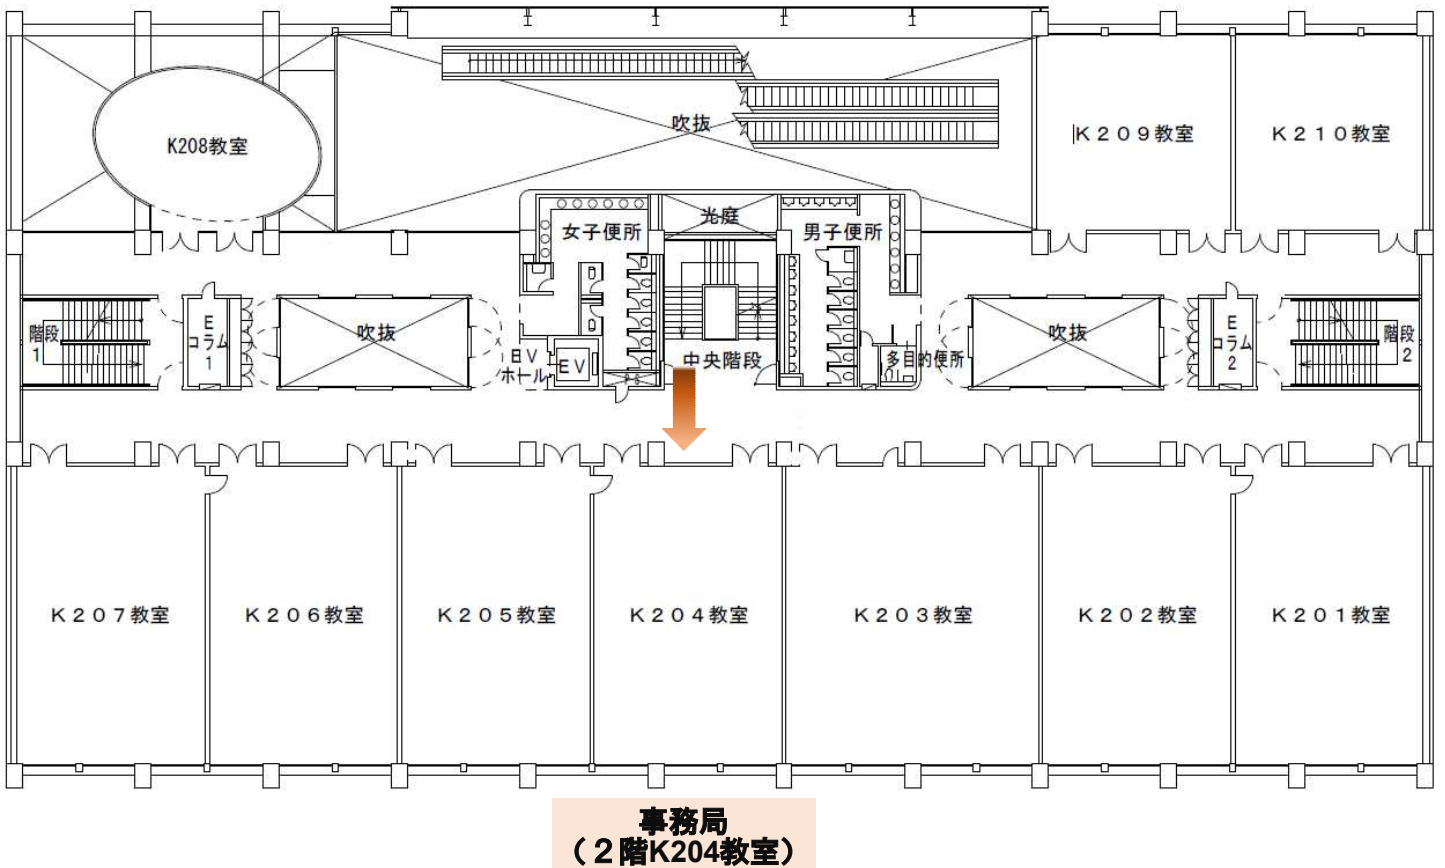 K208教室
吹抜
K２０９教室
K２１０教室
光庭
女子便所
男子便所
階段
1
E
コラム
1
吹抜
EV
ホール
EV
PS
中央階段
多目的便所
吹抜
E
コラム
2
階段
2
K２０７教室
K２０６教室
K２０５教室
K２０４教室
K２０３教室
K２０２教室
K２０１教室
事務局
（２階K204教室）